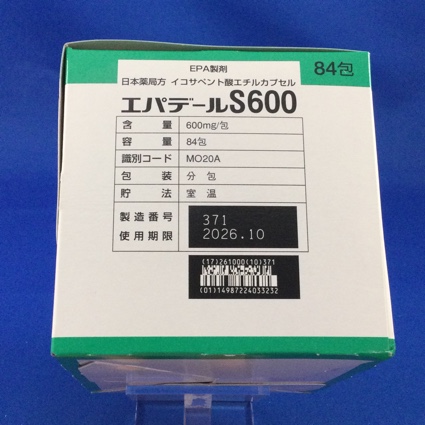 EPA製剤
84包
日本薬局方 イコサペント酸エチルカプセル
エパデールS600
含量 600mg/包
容量 84包
識別コード MO20A
包装 分包
貯法 室温
製造番号 371
使用期限 2026.10
(17)261000(10)371
(01)14987224033232